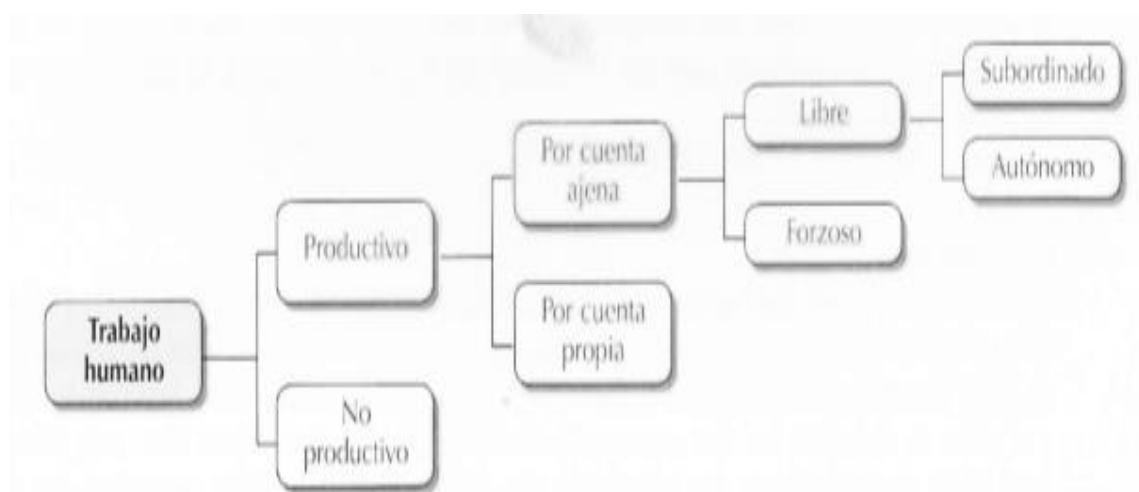 Trabajo
humano
Productivo
No
productivo
Por cuenta
ajena
Por cuenta
propia
Libre
Forzoso
Subordinado
Autónomo